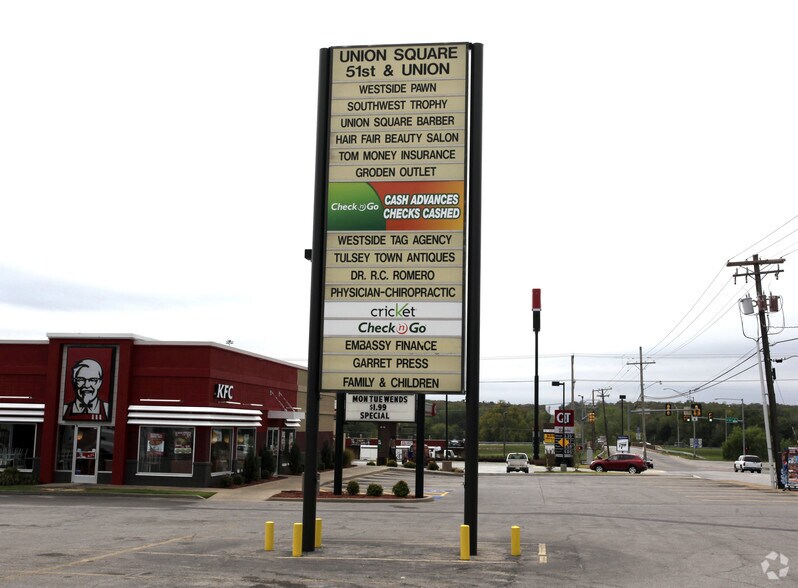 UNION SQUARE
51st & UNION
WESTSIDE PAWN
SOUTHWEST TROPHY
UNION SQUARE BARBER
HAIR FAIR BEAUTY SALON
TOM MONEY INSURANCE
GRODEN OUTLET
Check n Go
CASH ADVANCES
CHECKS CASHED
WESTSIDE TAG AGENCY
TULSEY TOWN ANTIQUES
DR. R.C. ROMERO
PHYSICIAN-CHIROPRACTIC
cricket
Check n Go
EMBASSY FINANCE
GARRET PRESS
FAMILY & CHILDREN
KFC
MON TUE WENDS
$1.99
SPECIAL
QT